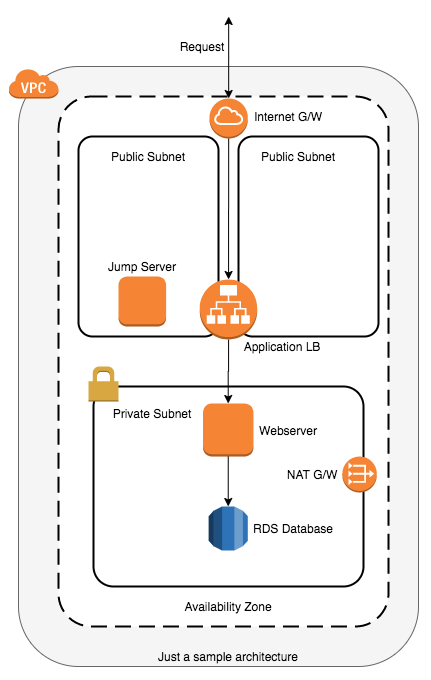 Request
VPC
Internet G/W
Public Subnet
Public Subnet
Jump Server
Application LB
Private Subnet
Webserver
NAT G/W
RDS Database
Availability Zone
Just a sample architecture